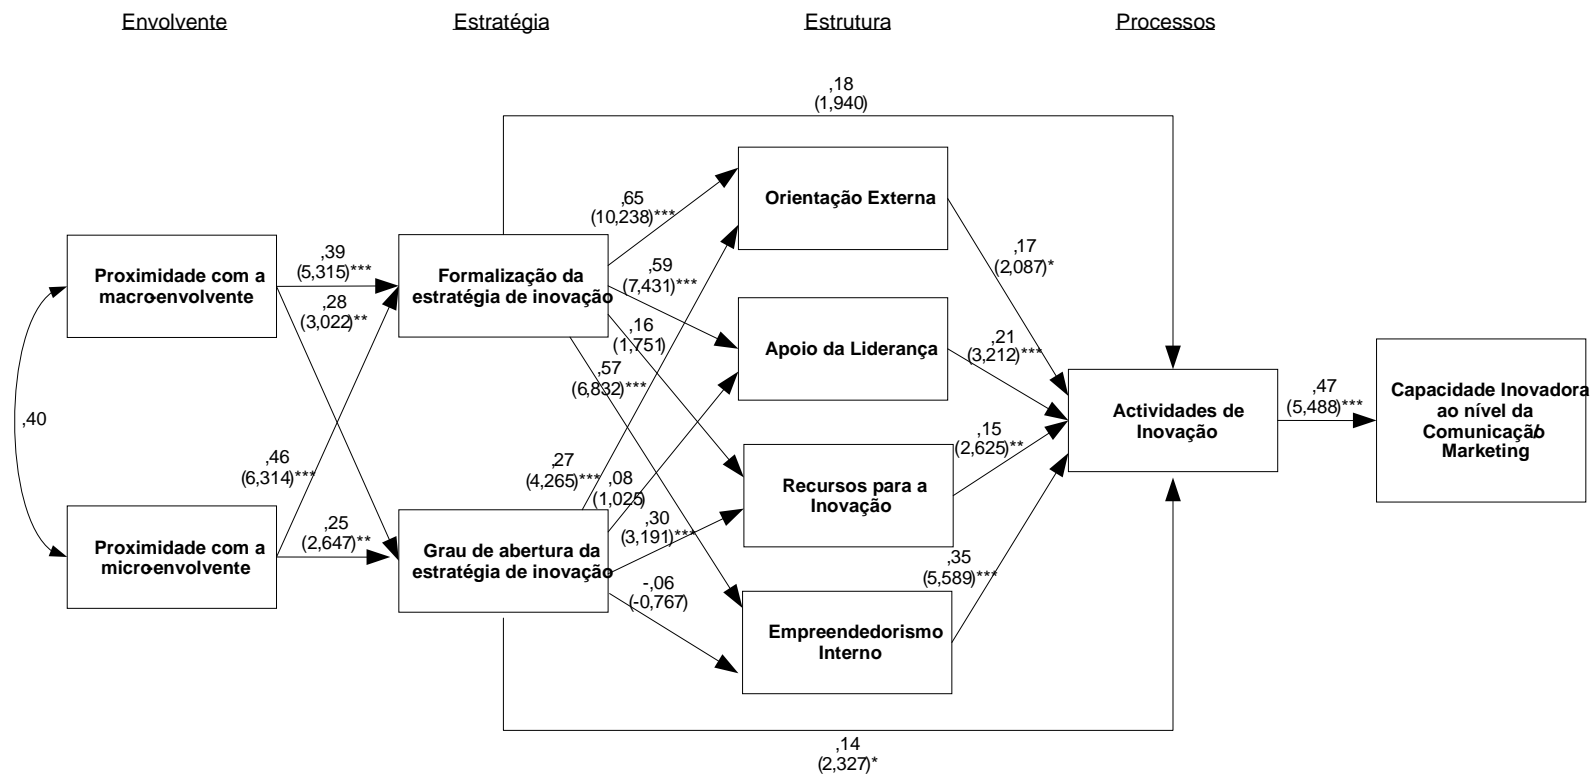 Envolvente
Estratégia
Estrutura
Processos
,18
(1,940)
Orientação Externa
,65
(10,238)***
,17
(2,087)*
Proximidade com a
macro-envolvente
,39
(5,315)***
,28
(3,022)**
Formalização da
estratégia de inovação
,59
(7,431)***
,16
(1,751)
,57
(6,832)***
Apoio da Liderança
,21
(3,212)***
Actividades de
Inovação
,47
(5,488)***
Capacidade Inovadora
ao nível da
Comunicação/
Marketing
,40
,46
(6,314)***
,27
(4,265)***
,08
(1,025)
Recursos para a
Inovação
,15
(2,625)**
Proximidade com a
micro-envolvente
,25
(2,647)**
Grau de abertura da
estratégia de inovação
,30
(3,191)***
-,06
(-0,767)
,35
(5,589)***
Empreendedorismo
Interno
,14
(2,327)*